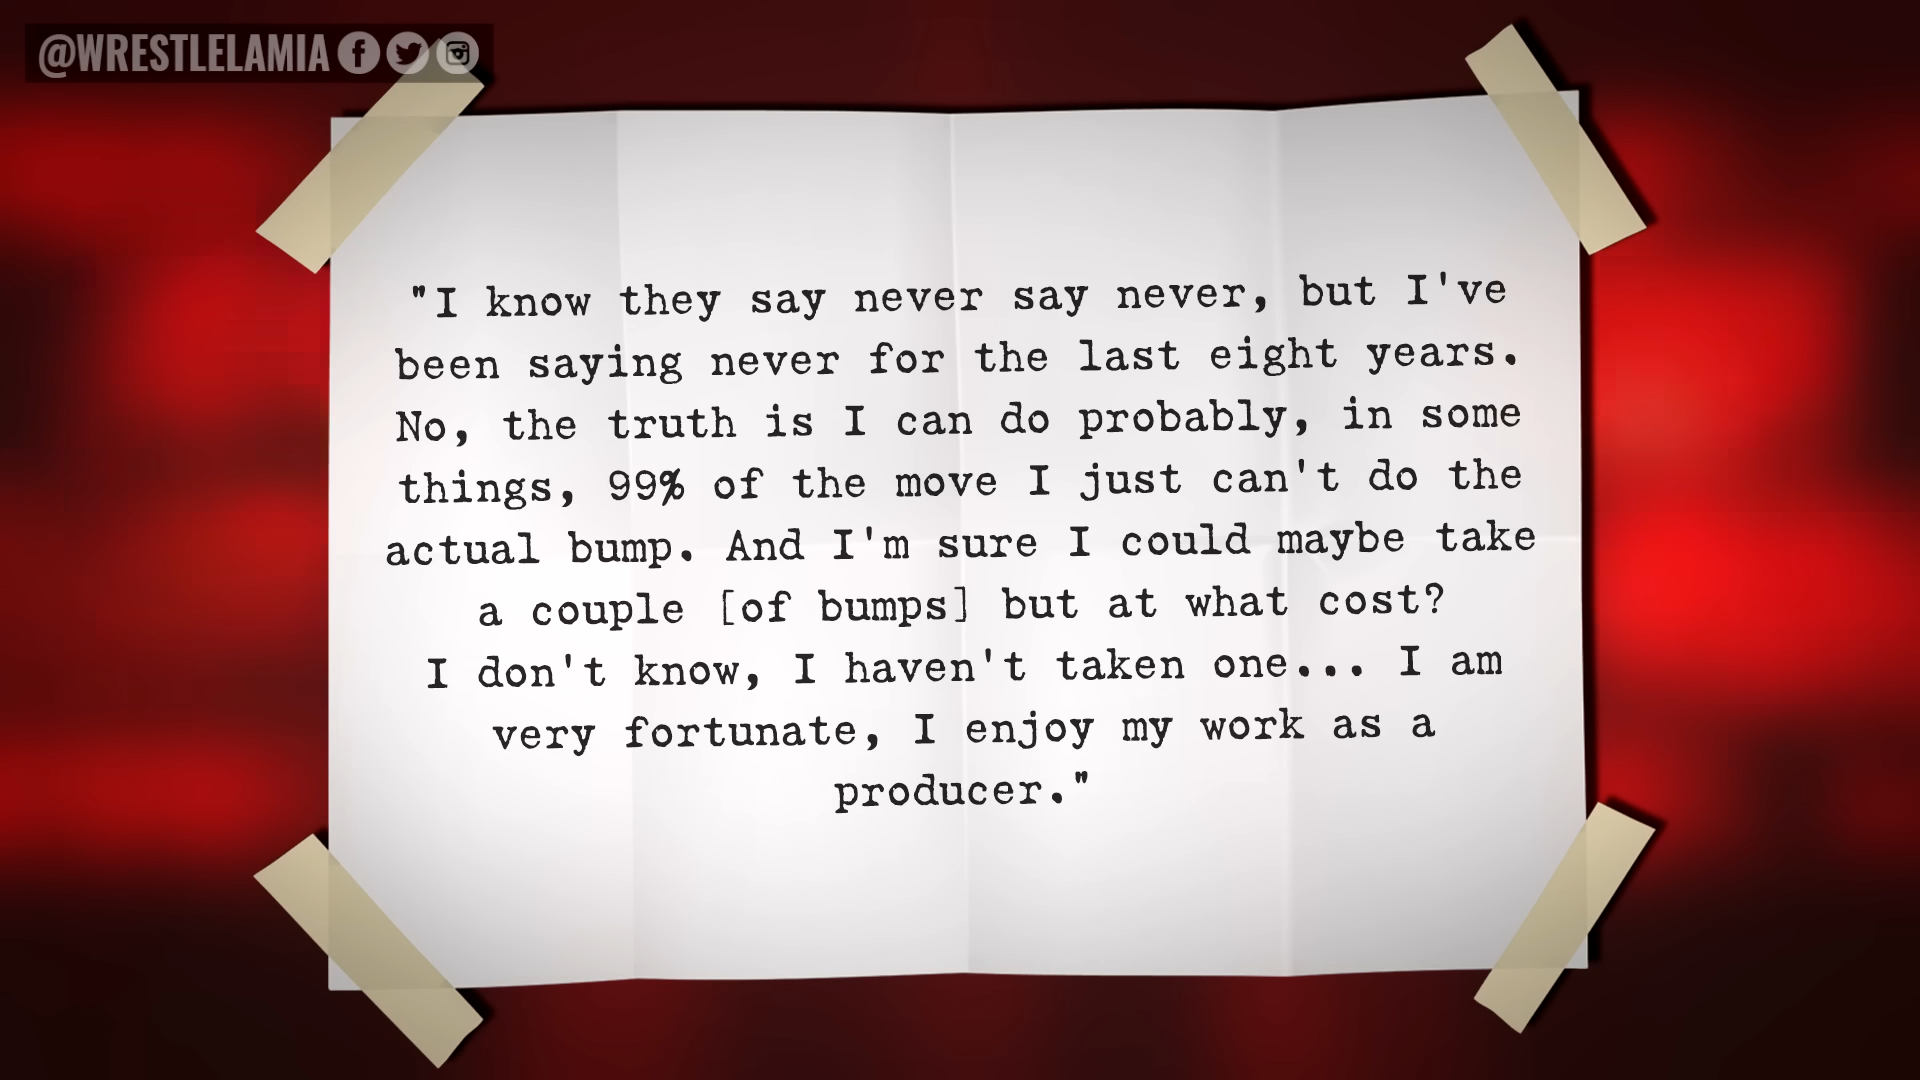 @WRESTLELAMIA
"I know they say never say never, but I've
been saying never for the last eight years.
No, the truth is I can do probably, in some
things, 99% of the move I just can't do the
actual bump. And I'm sure I could maybe take
a couple [of bumps] but at what cost?
I don't know, I haven't taken one... I am
very fortunate, I enjoy my work as a
producer."